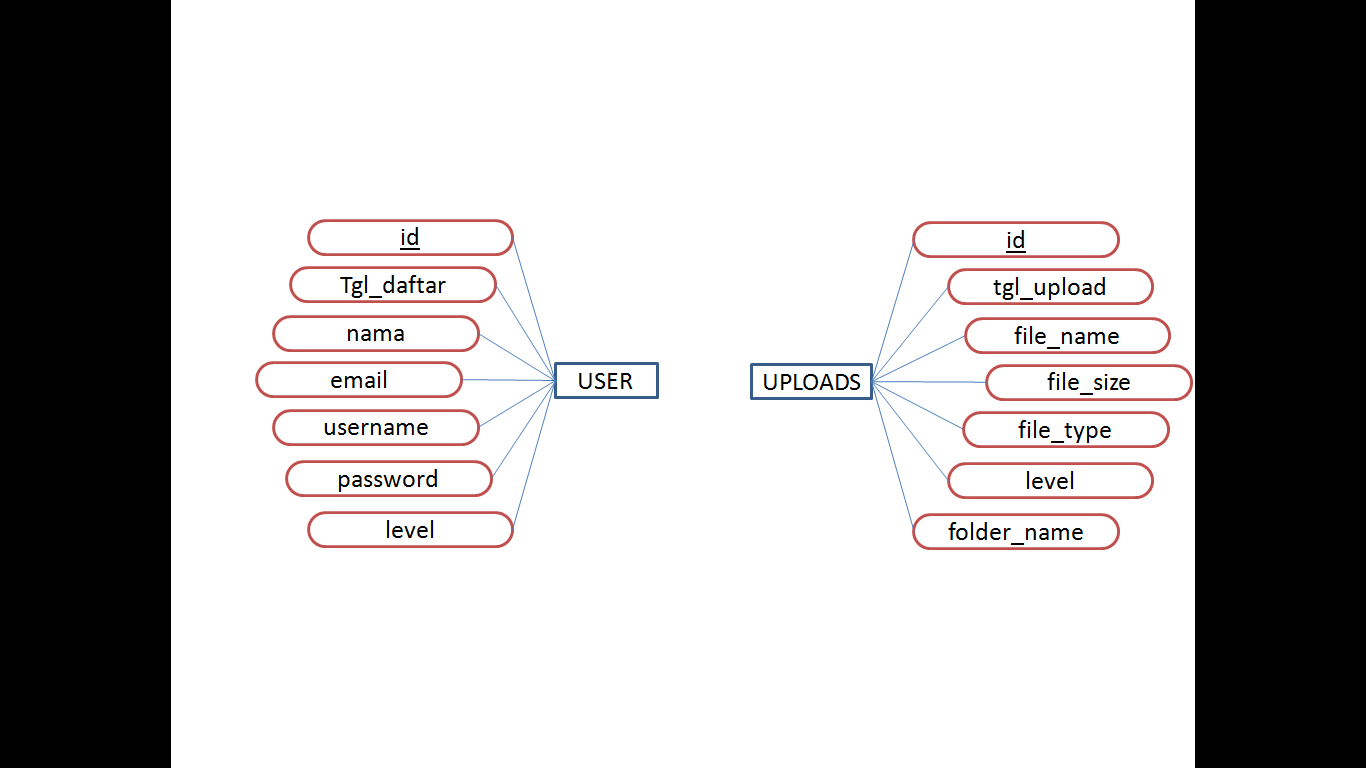 id
Tgl_daftar
nama
email
username
password
level
USER
UPLOADS
id
tgl_upload
file_name
file_size
file_type
level
folder_name